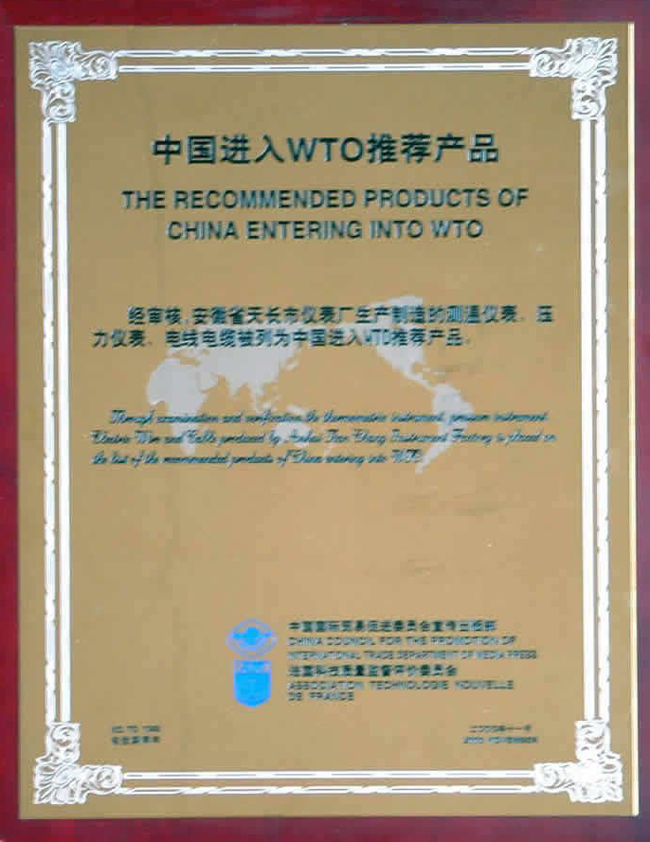 中国进入WTO推荐产品
THE RECOMMENDED PRODUCTS OF
CHINA ENTERING INTO WTO
经审核,安徽省天长市仪表厂生产制造的测温仪表、压
力仪表、电线电缆被列为中国进入WTO推荐产品。
Through examination and verification the thermometric instrument, pressure instrument
Electric Wire and Cable produced by Anhui Tian Chang Instrument Factory is placed on
the list of the recommended products of China entering into WTO.
中国国际贸易促进委员会宣传出版部
CHINA COUNCIL FOR THE PROMOTION OF
INTERNATIONAL TRADE DEPARTMENT OF MEDIA PRESS
法国科技质量监督评价委员会
ASSOCIATION TECHNOLOGIE NOUVELLE
DE FRANCE
2000 NOVEMBER